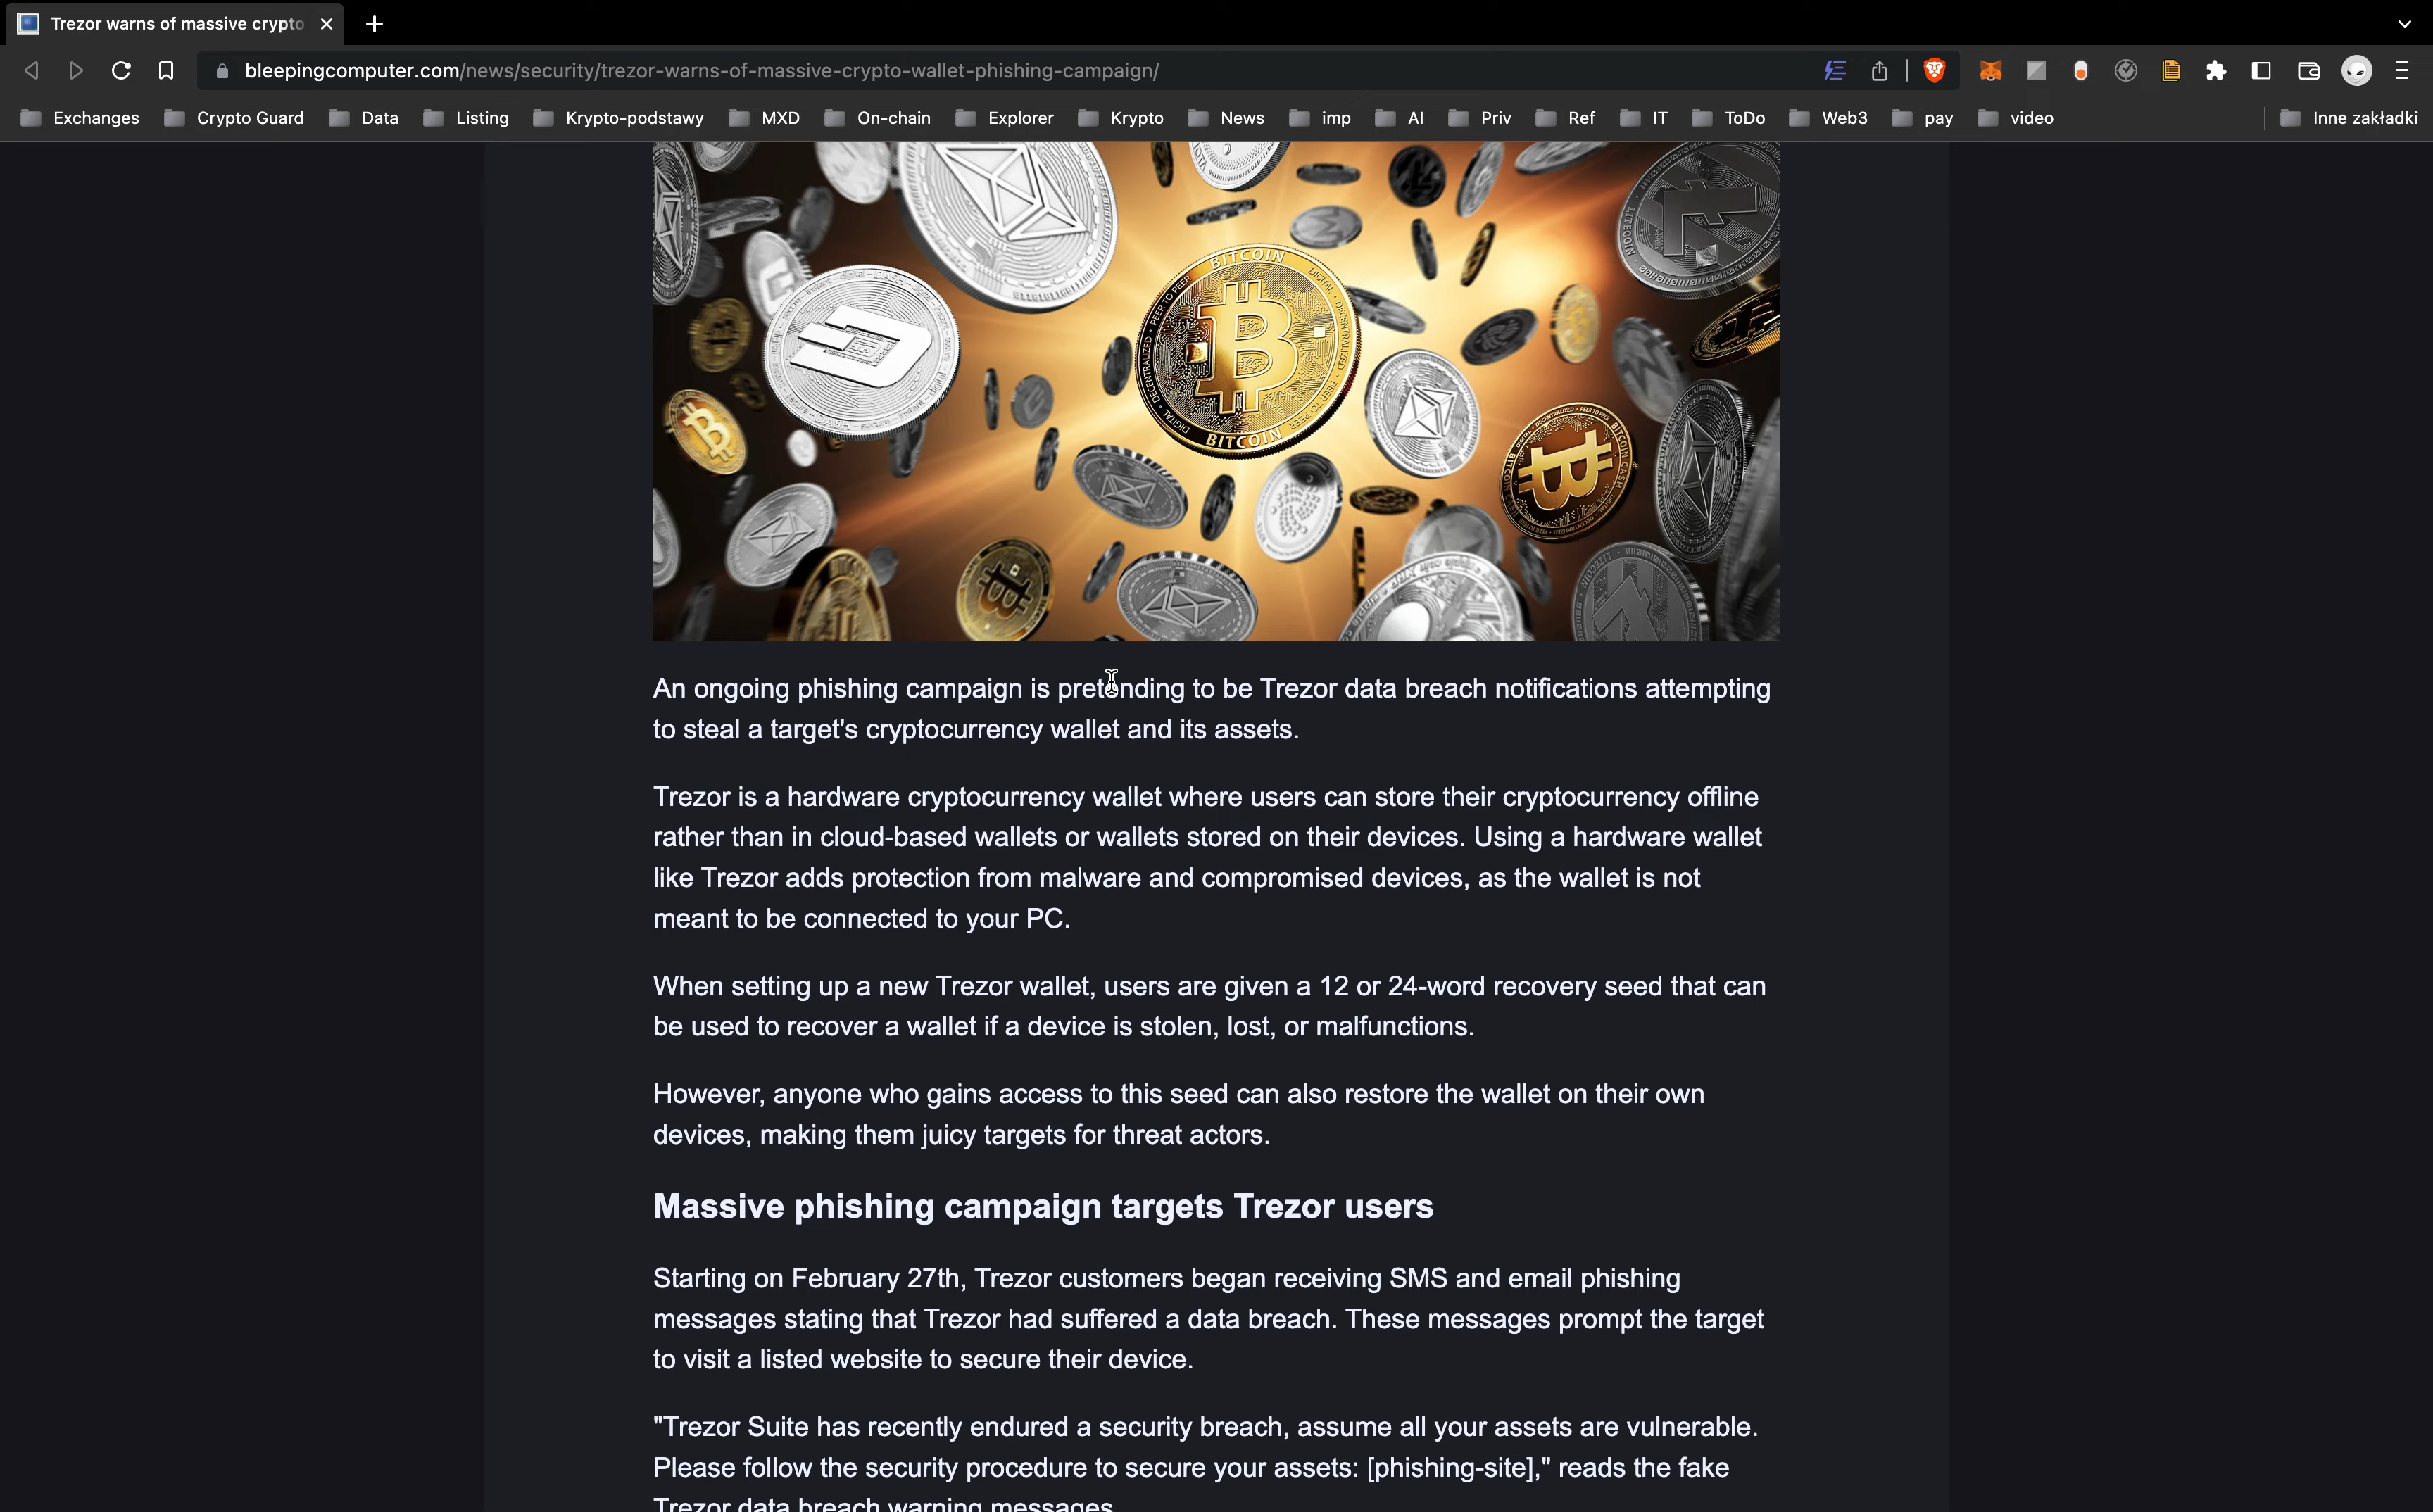 Trezor warns of massive crypto
bleepingcomputer.com/news/security/trezor-warns-of-massive-crypto-wallet-phishing-campaign/
Exchanges Crypto Guard Data Listing Krypto-podstawy MXD On-chain Explorer Krypto News imp AI Priv Ref IT ToDo Web3 pay video Inne zakładki
BITCOIN
DIGITAL • DECENTRALIZED • PEER TO PEER
BITCOIN
An ongoing phishing campaign is pretending to be Trezor data breach notifications attempting
to steal a target's cryptocurrency wallet and its assets.
Trezor is a hardware cryptocurrency wallet where users can store their cryptocurrency offline
rather than in cloud-based wallets or wallets stored on their devices. Using a hardware wallet
like Trezor adds protection from malware and compromised devices, as the wallet is not
meant to be connected to your PC.
When setting up a new Trezor wallet, users are given a 12 or 24-word recovery seed that can
be used to recover a wallet if a device is stolen, lost, or malfunctions.
However, anyone who gains access to this seed can also restore the wallet on their own
devices, making them juicy targets for threat actors.
Massive phishing campaign targets Trezor users
Starting on February 27th, Trezor customers began receiving SMS and email phishing
messages stating that Trezor had suffered a data breach. These messages prompt the target
to visit a listed website to secure their device.
"Trezor Suite has recently endured a security breach, assume all your assets are vulnerable.
Please follow the security procedure to secure your assets: [phishing-site]," reads the fake
Trezor data breach warning messages.